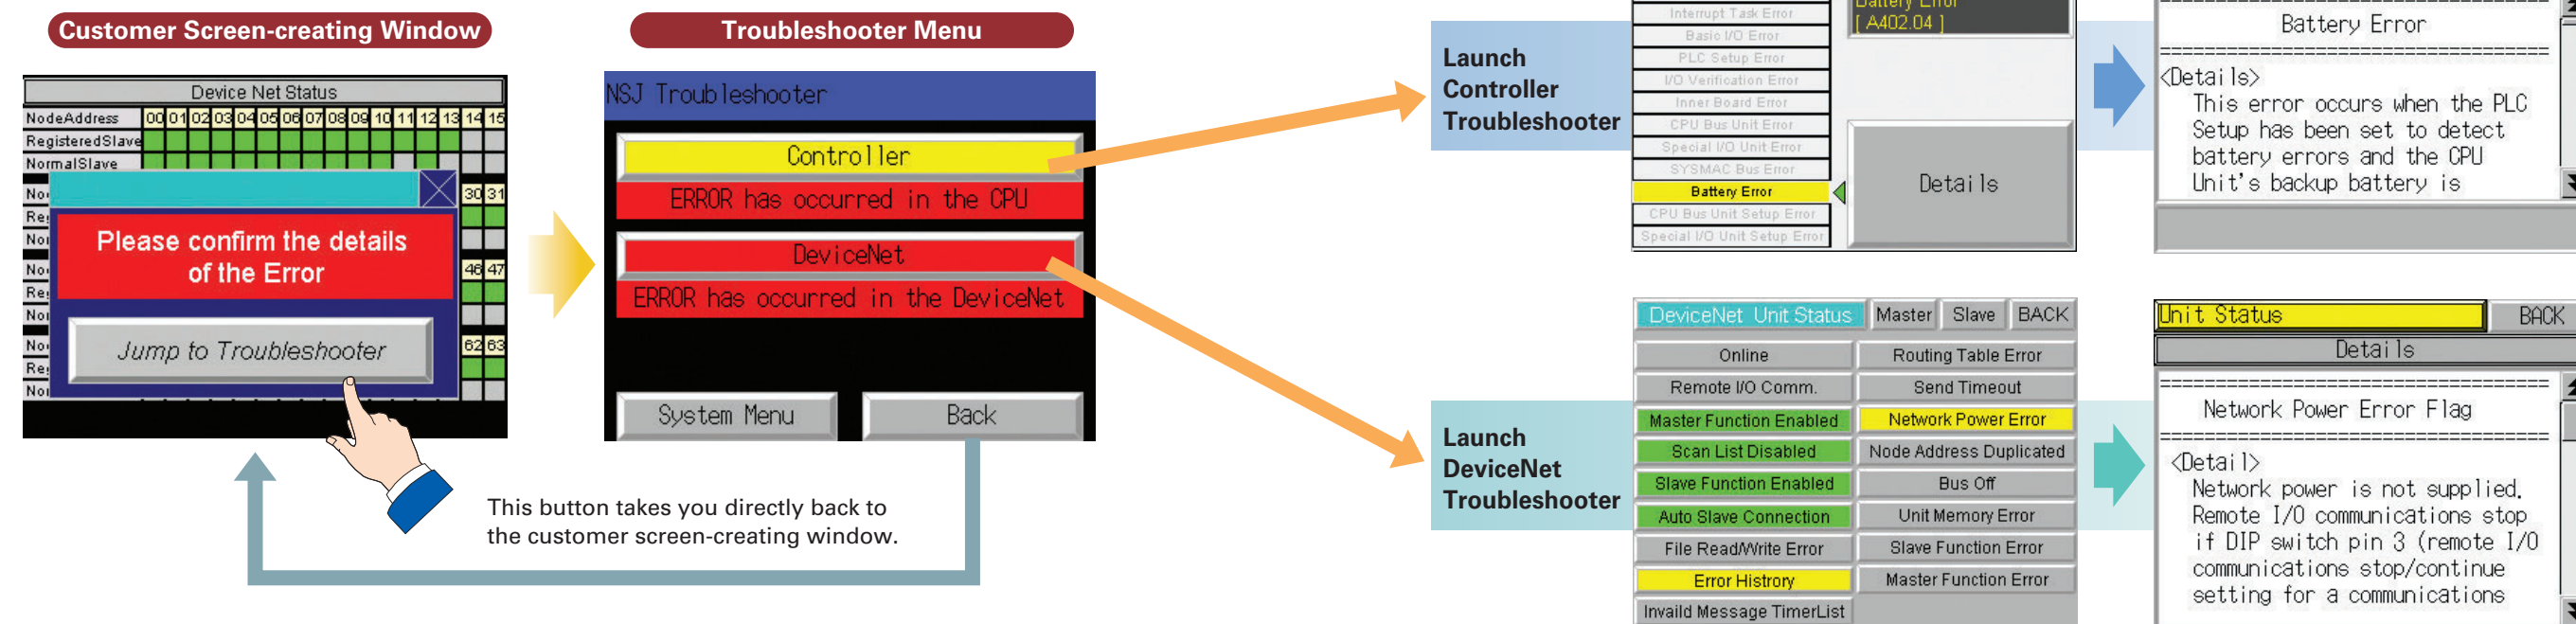 Customer Screen-creating Window
Device Net Status
NodeAddress 00 01 02 03 04 05 06 07 08 09 10 11 12 13 14 15
RegisteredSlave
NormalSlave
No 30 31
Re
No
No 46 47
Re
No
No 62 63
Re
No
Please confirm the details
of the Error
Jump to Troubleshooter
This button takes you directly back to
the customer screen-creating window.
Troubleshooter Menu
NSJ Troubleshooter
Controller
ERROR has occurred in the CPU
DeviceNet
ERROR has occurred in the DeviceNet
System Menu
Back
Launch
Controller
Troubleshooter
Interrupt Task Error
Basic I/O Error
PLC Setup Error
I/O Verification Error
Inner Board Error
CPU Bus Unit Error
Special I/O Unit Error
SYSMAC Bus Error
Battery Error
CPU Bus Unit Setup Error
Special I/O Unit Setup Error
Battery Error
[ A402.04 ]
Details
Battery Error
<Details>
This error occurs when the PLC
Setup has been set to detect
battery errors and the CPU
Unit's backup battery is
Launch
DeviceNet
Troubleshooter
DeviceNet Unit Status Master Slave BACK
Online Routing Table Error
Remote I/O Comm. Send Timeout
Master Function Enabled Network Power Error
Scan List Disabled Node Address Duplicated
Slave Function Enabled Bus Off
Auto Slave Connection Unit Memory Error
File Read/Write Error Slave Function Error
Error Histrory Master Function Error
Invaild Message TimerList
Unit Status BACK
Details
Network Power Error Flag
<Detail>
Network power is not supplied.
Remote I/O communications stop
if DIP switch pin 3 (remote I/O
communications stop/continue
setting for a communications